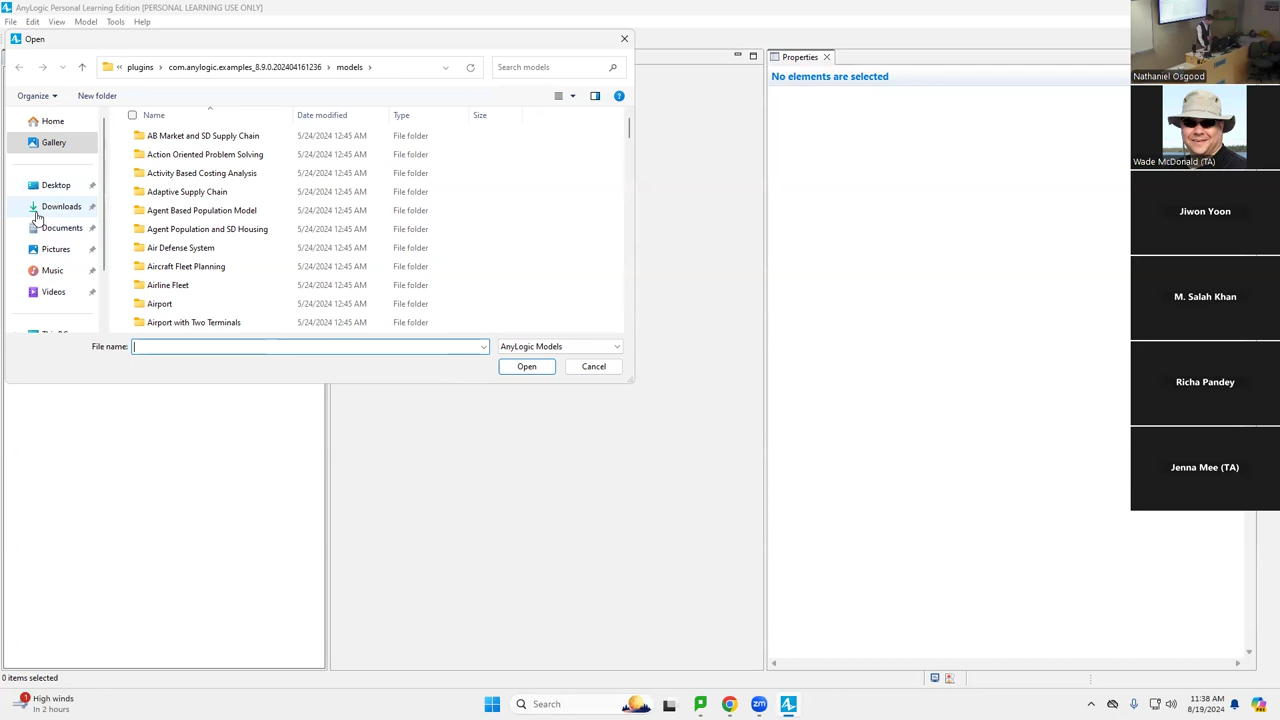 AnyLogic Personal Learning Edition [PERSONAL LEARNING USE ONLY]
File Edit View Model Tools Help
Open
« plugins › com.anylogic.examples_8.9.0.202404161236 › models ›
Search models
Organize
New folder
Name Date modified Type Size
Home
Gallery
Desktop
Downloads
Documents
Pictures
Music
Videos
AB Market and SD Supply Chain 5/24/2024 12:45 AM File folder
Action Oriented Problem Solving 5/24/2024 12:45 AM File folder
Activity Based Costing Analysis 5/24/2024 12:45 AM File folder
Adaptive Supply Chain 5/24/2024 12:45 AM File folder
Agent Based Population Model 5/24/2024 12:45 AM File folder
Agent Population and SD Housing 5/24/2024 12:45 AM File folder
Air Defense System 5/24/2024 12:45 AM File folder
Aircraft Fleet Planning 5/24/2024 12:45 AM File folder
Airline Fleet 5/24/2024 12:45 AM File folder
Airport 5/24/2024 12:45 AM File folder
Airport with Two Terminals 5/24/2024 12:45 AM File folder
File name:
AnyLogic Models
Open Cancel
Properties
No elements are selected
Nathaniel Osgood
Wade McDonald (TA)
Jiwon Yoon
M. Salah Khan
Richa Pandey
Jenna Mee (TA)
0 items selected
1
High winds
In 2 hours
Search
zm
PRE
11:38 AM
8/19/2024